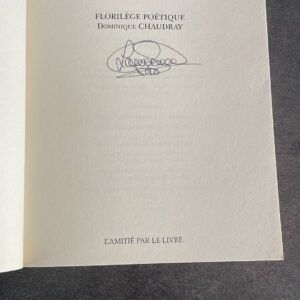 FLORILÈGE POÉTIQUE
DOMINIQUE CHAUDRAY
L'AMITIÉ PAR LE LIVRE